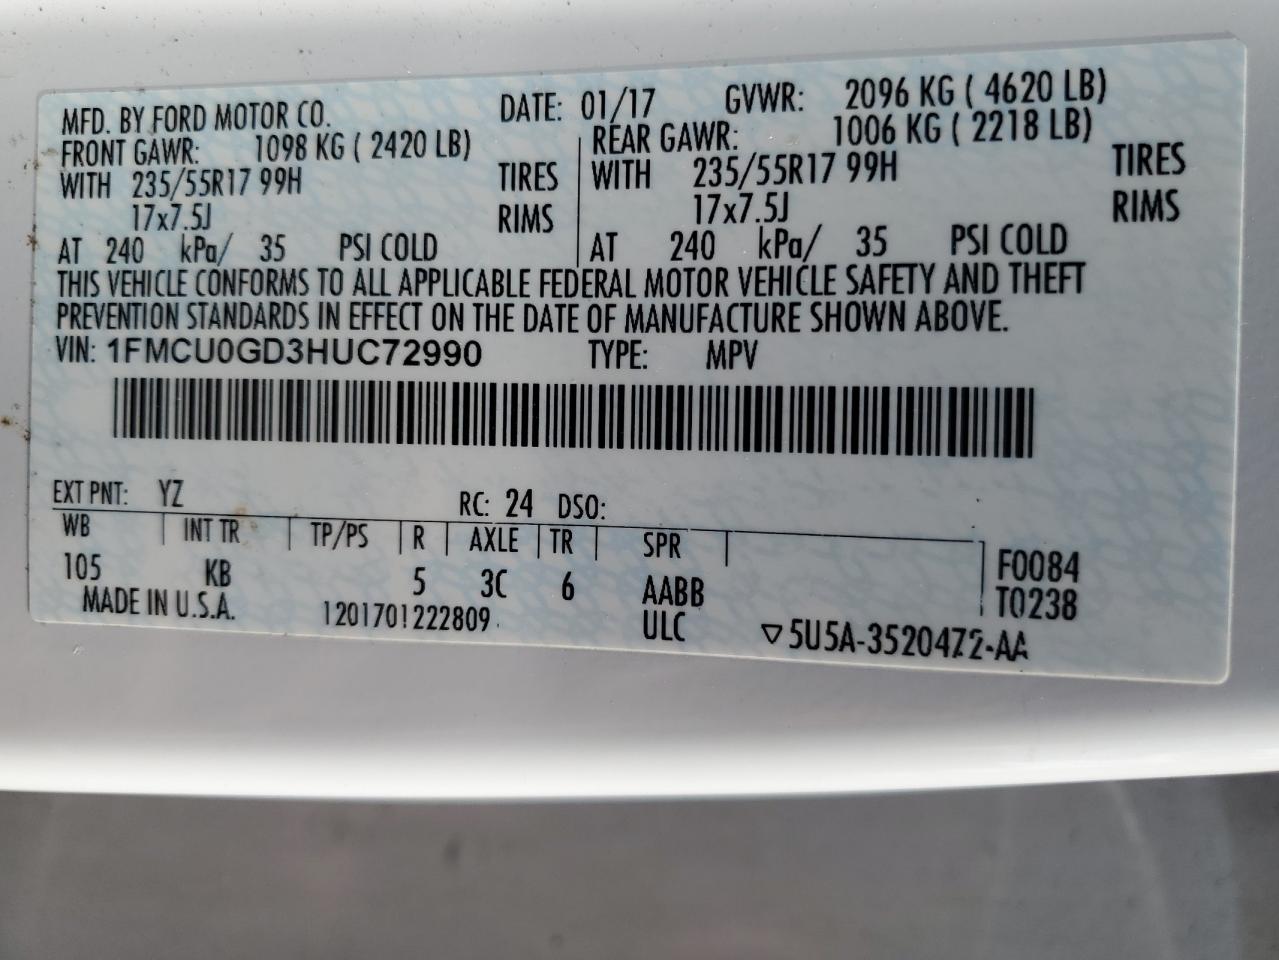 MFD. BY FORD MOTOR CO. DATE: 01/17 GVWR: 2096 KG ( 4620 LB)
FRONT GAWR: 1098 KG ( 2420 LB) REAR GAWR: 1006 KG ( 2218 LB)
WITH 235/55R17 99H TIRES WITH 235/55R17 99H TIRES
17x7.5J RIMS 17x7.5J RIMS
AT 240 kPa/ 35 PSI COLD AT 240 kPa/ 35 PSI COLD
THIS VEHICLE CONFORMS TO ALL APPLICABLE FEDERAL MOTOR VEHICLE SAFETY AND THEFT
PREVENTION STANDARDS IN EFFECT ON THE DATE OF MANUFACTURE SHOWN ABOVE.
VIN: 1FMCU0GD3HUC72990 TYPE: MPV
EXT PNT: YZ RC: 24 DSO:
WB INT TR TP/PS R AXLE TR SPR
105 KB 5 3C 6 AABB F0084
MADE IN U.S.A. 1201701222809 ULC T0238
▽5U5A-3520472-AA